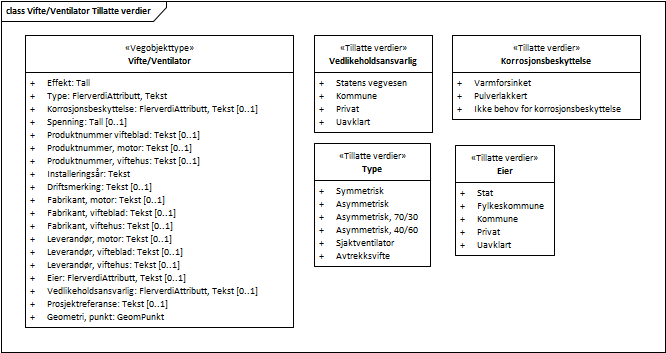 class Vifte/Ventilator Tillatte verdier
«Vegobjekttype»
Vifte/Ventilator
+ Effekt: Tall
+ Type: FlerverdiAttributt, Tekst
+ Korrosjonsbeskyttelse: FlerverdiAttributt, Tekst [0..1]
+ Spenning: Tall [0..1]
+ Produktnummer vifteblad: Tekst [0..1]
+ Produktnummer, motor: Tekst [0..1]
+ Produktnummer, viftehus: Tekst [0..1]
+ Installeringsår: Tekst
+ Driftsmerking: Tekst [0..1]
+ Fabrikant, motor: Tekst [0..1]
+ Fabrikant, vifteblad: Tekst [0..1]
+ Fabrikant, viftehus: Tekst [0..1]
+ Leverandør, motor: Tekst [0..1]
+ Leverandør, vifteblad: Tekst [0..1]
+ Leverandør, viftehus: Tekst [0..1]
+ Eier: FlerverdiAttributt, Tekst [0..1]
+ Vedlikeholdsansvarlig: FlerverdiAttributt, Tekst [0..1]
+ Prosjektreferanse: Tekst [0..1]
+ Geometri, punkt: GeomPunkt
«Tillatte verdier»
Vedlikeholdsansvarlig
+ Statens vegvesen
+ Kommune
+ Privat
+ Uavklart
«Tillatte verdier»
Korrosjonsbeskyttelse
+ Varmforsinket
+ Pulverlakkert
+ Ikke behov for korrosjonsbeskyttelse
«Tillatte verdier»
Type
+ Symmetrisk
+ Asymmetrisk
+ Asymmetrisk, 70/30
+ Asymmetrisk, 40/60
+ Sjaktventilator
+ Avtrekksvifte
«Tillatte verdier»
Eier
+ Stat
+ Fylkeskommune
+ Kommune
+ Privat
+ Uavklart